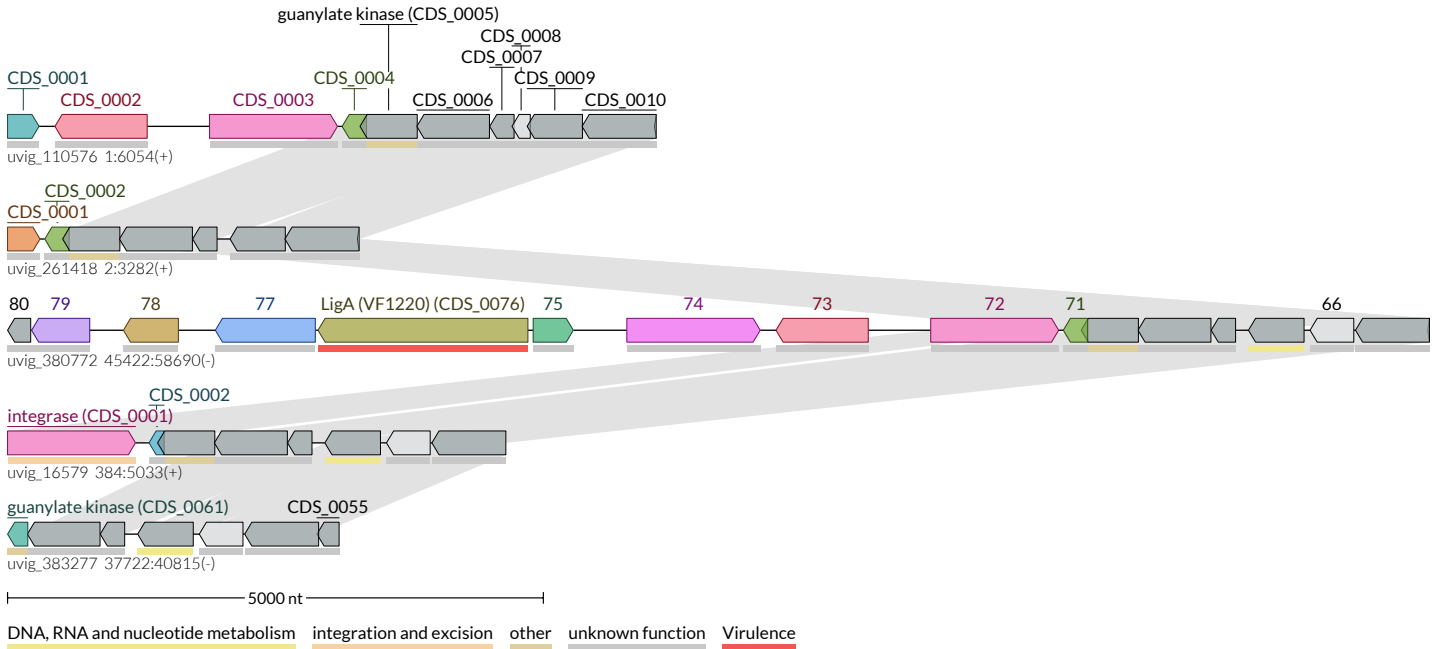 guanylate kinase (CDS_0005)
CDS_0008
CDS_0007
CDS_0001 CDS_0004 CDS_0009
CDS_0002 CDS_0003 CDS_0006 CDS_0010
uvig_110576 1:6054(+)
CDS_0002
CDS_0001
uvig_261418 2:3282(+)
80 79 78 77 LigA (VF1220) (CDS_0076) 75 74 73 72 71 66
uvig_380772 45422:58690(-)
CDS_0002
integrase (CDS_0001)
uvig_16579 384:5033(+)
guanylate kinase (CDS_0061) CDS_0055
uvig_383277 37722:40815(-)
5000 nt
DNA, RNA and nucleotide metabolism integration and excision other unknown function Virulence